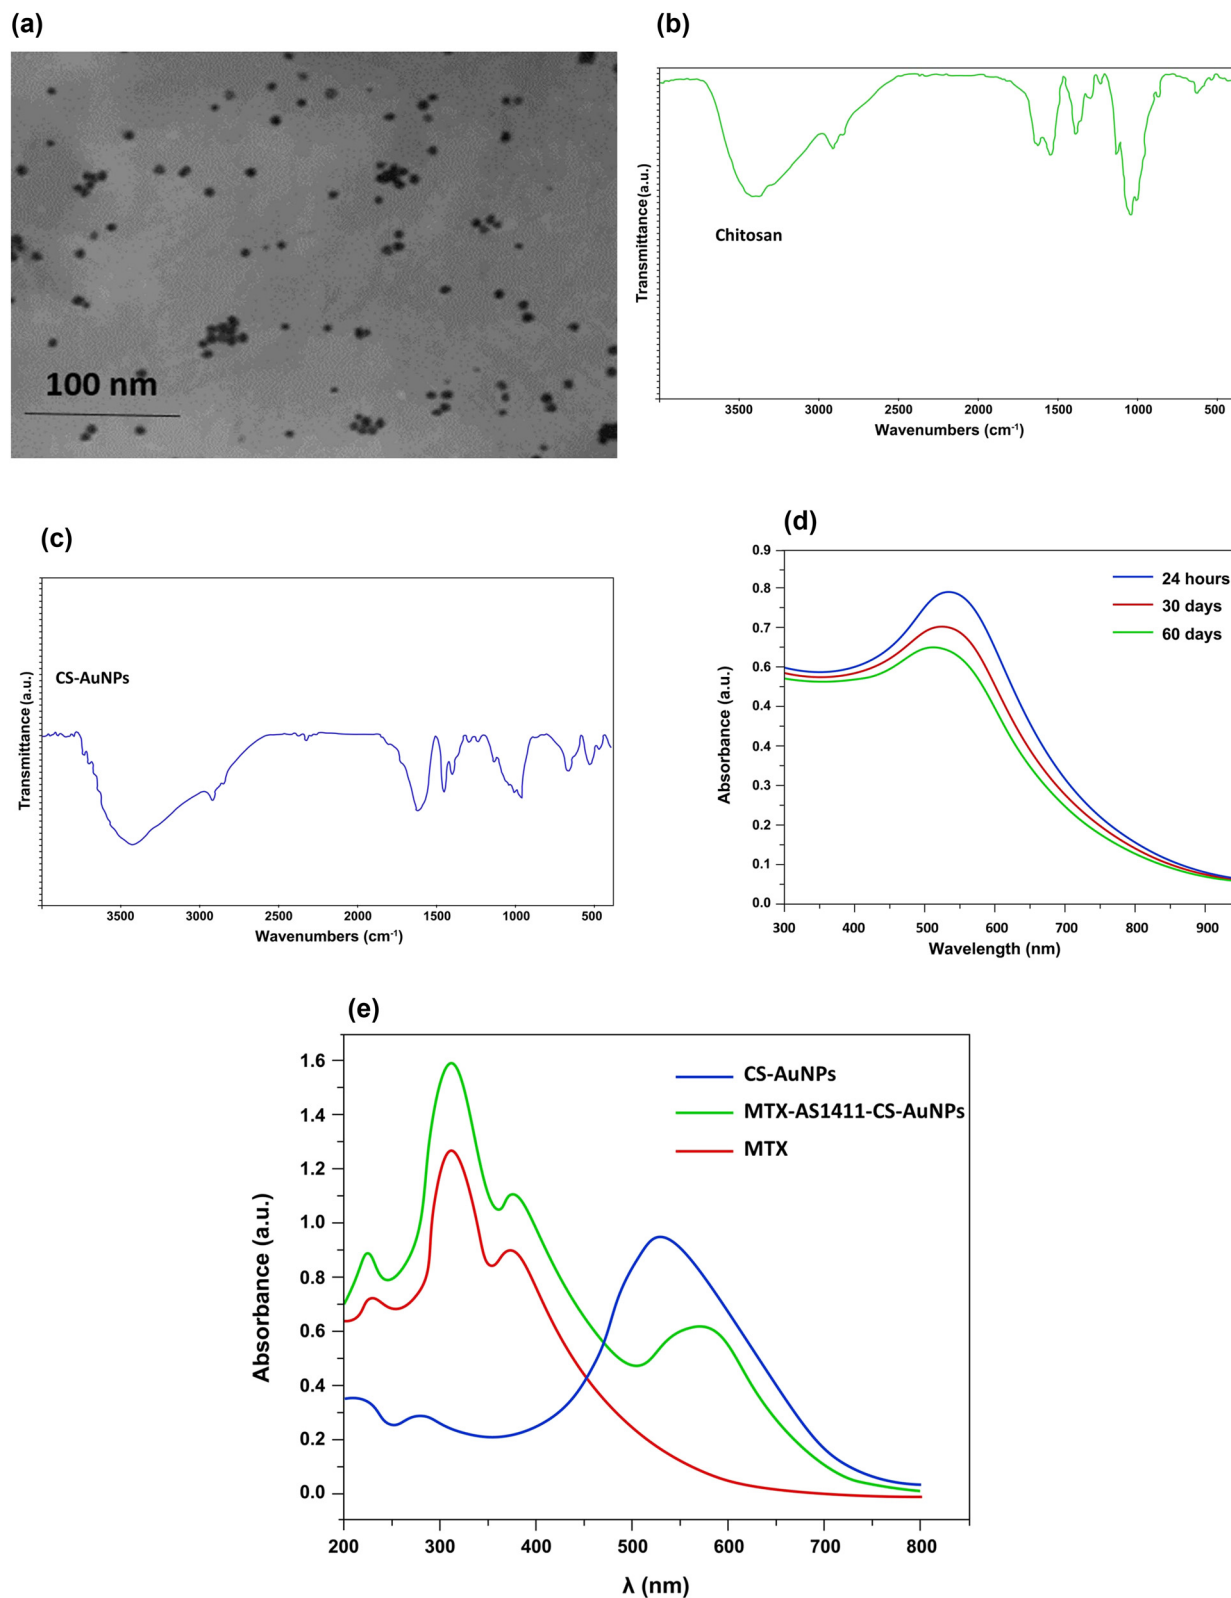 (a)
100 nm
(b)
Transmittance (a.u.)
Chitosan
3500 3000 2500 2000 1500 1000 500
Wavenumbers (cm⁻¹)
(c)
Transmittance (a.u.)
CS-AuNPs
3500 3000 2500 2000 1500 1000 500
Wavenumbers (cm⁻¹)
(d)
Absorbance (a.u.)
0.9
0.8
0.7
0.6
0.4
0.4
0.3
0.2
0.1
0.0
24 hours
30 days
60 days
300 400 500 600 700 800 900
Wavelength (nm)
(e)
Absorbance (a.u.)
1.6
1.4
1.2
1.0
0.8
0.6
0.4
0.2
0.0
CS-AuNPs
MTX-AS1411-CS-AuNPs
MTX
200 300 400 500 600 700 800
λ (nm)